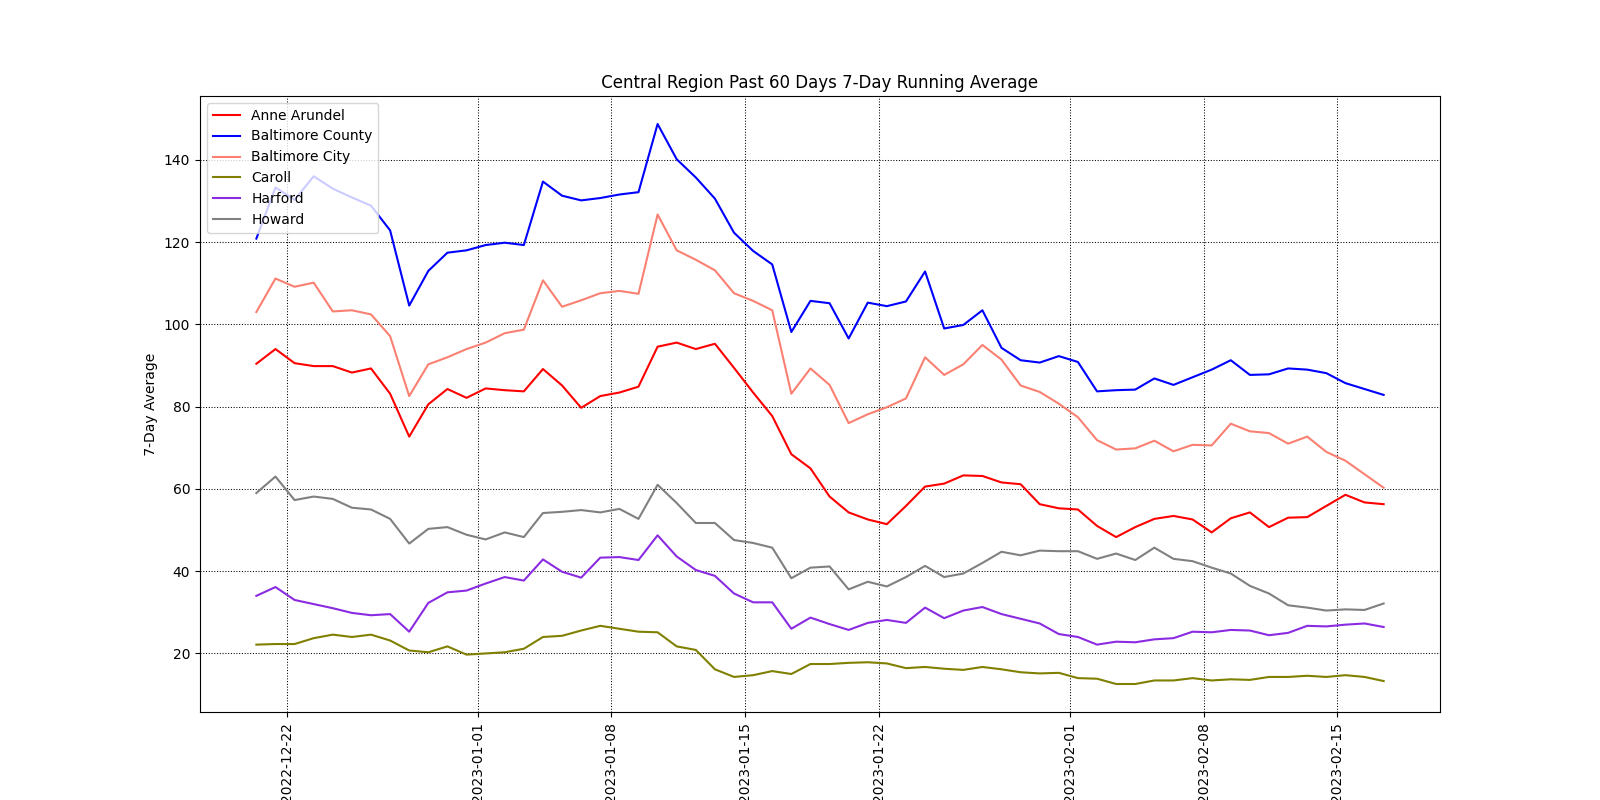 Central Region Past 60 Days 7-Day Running Average
Anne Arundel
Baltimore County
Baltimore City
Caroll
Harford
Howard
7-Day Average
140
120
100
80
60
40
20
2022-12-22
2023-01-01
2023-01-08
2023-01-15
2023-01-22
2023-02-01
2023-02-08
2023-02-15